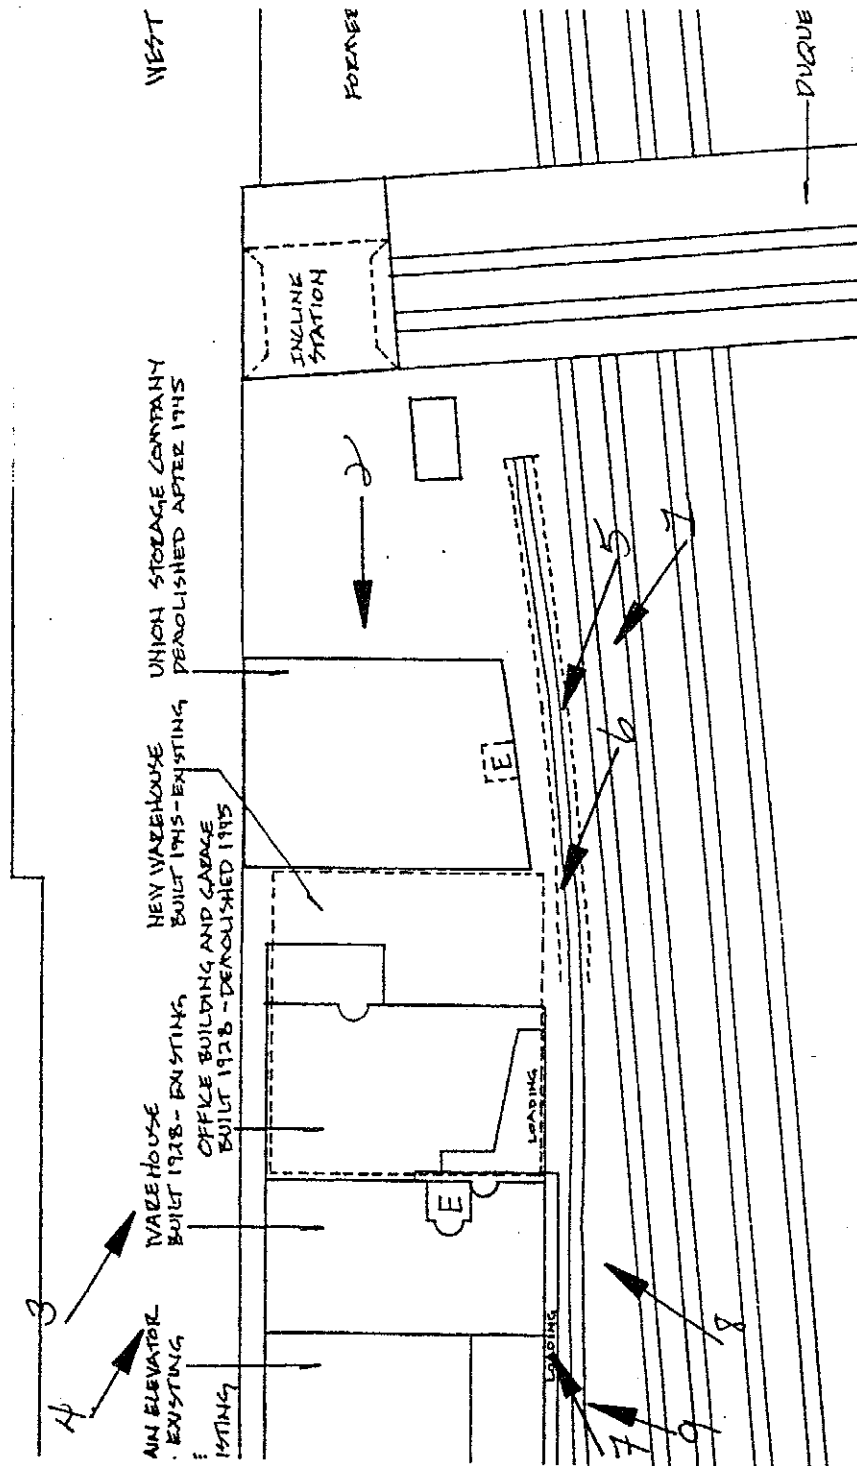 3
4
AIN ELEVATOR
EXISTING
E
ISTING
WAREHOUSE
BUILT 1928 - EXISTING
OFFICE BUILDING AND GARAGE
BUILT 1928 - DEMOLISHED 1945
NEW WAREHOUSE
BUILT 1945 - EXISTING
UNION STORAGE COMPANY
DEMOLISHED AFTER 1945
WEST
FORMER
INCLINE
STATION
2
E
E
LOADING
LOADING
7
9
8
6
5
1
DUQUE